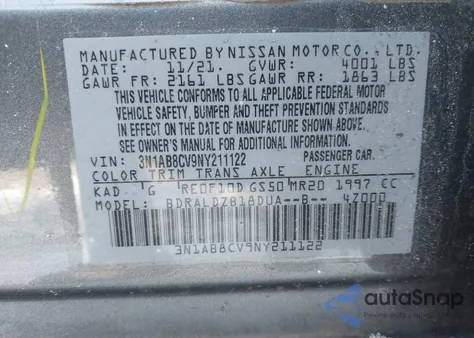 MANUFACTURED BY NISSAN MOTOR CO., LTD.
DATE: 11/21. GVWR: 4001 LBS
GAWR FR: 2161 LBS GAWR RR: 1863 LBS
THIS VEHICLE CONFORMS TO ALL APPLICABLE FEDERAL MOTOR
VEHICLE SAFETY, BUMPER AND THEFT PREVENTION STANDARDS
IN EFFECT ON THE DATE OF MANUFACTURE SHOWN ABOVE.
SEE OWNER'S MANUAL FOR ADDITIONAL INFORMATION.
VIN: 3N1AB8CV9NY211122 PASSENGER CAR.
COLOR TRIM TRANS AXLE ENGINE
KAD G RE0F10D GS50 MR20 1997 CC
MODEL: BDRALDZ818DUA--B-- 4Z000
3N1AB8CV9NY211122
autoSnap